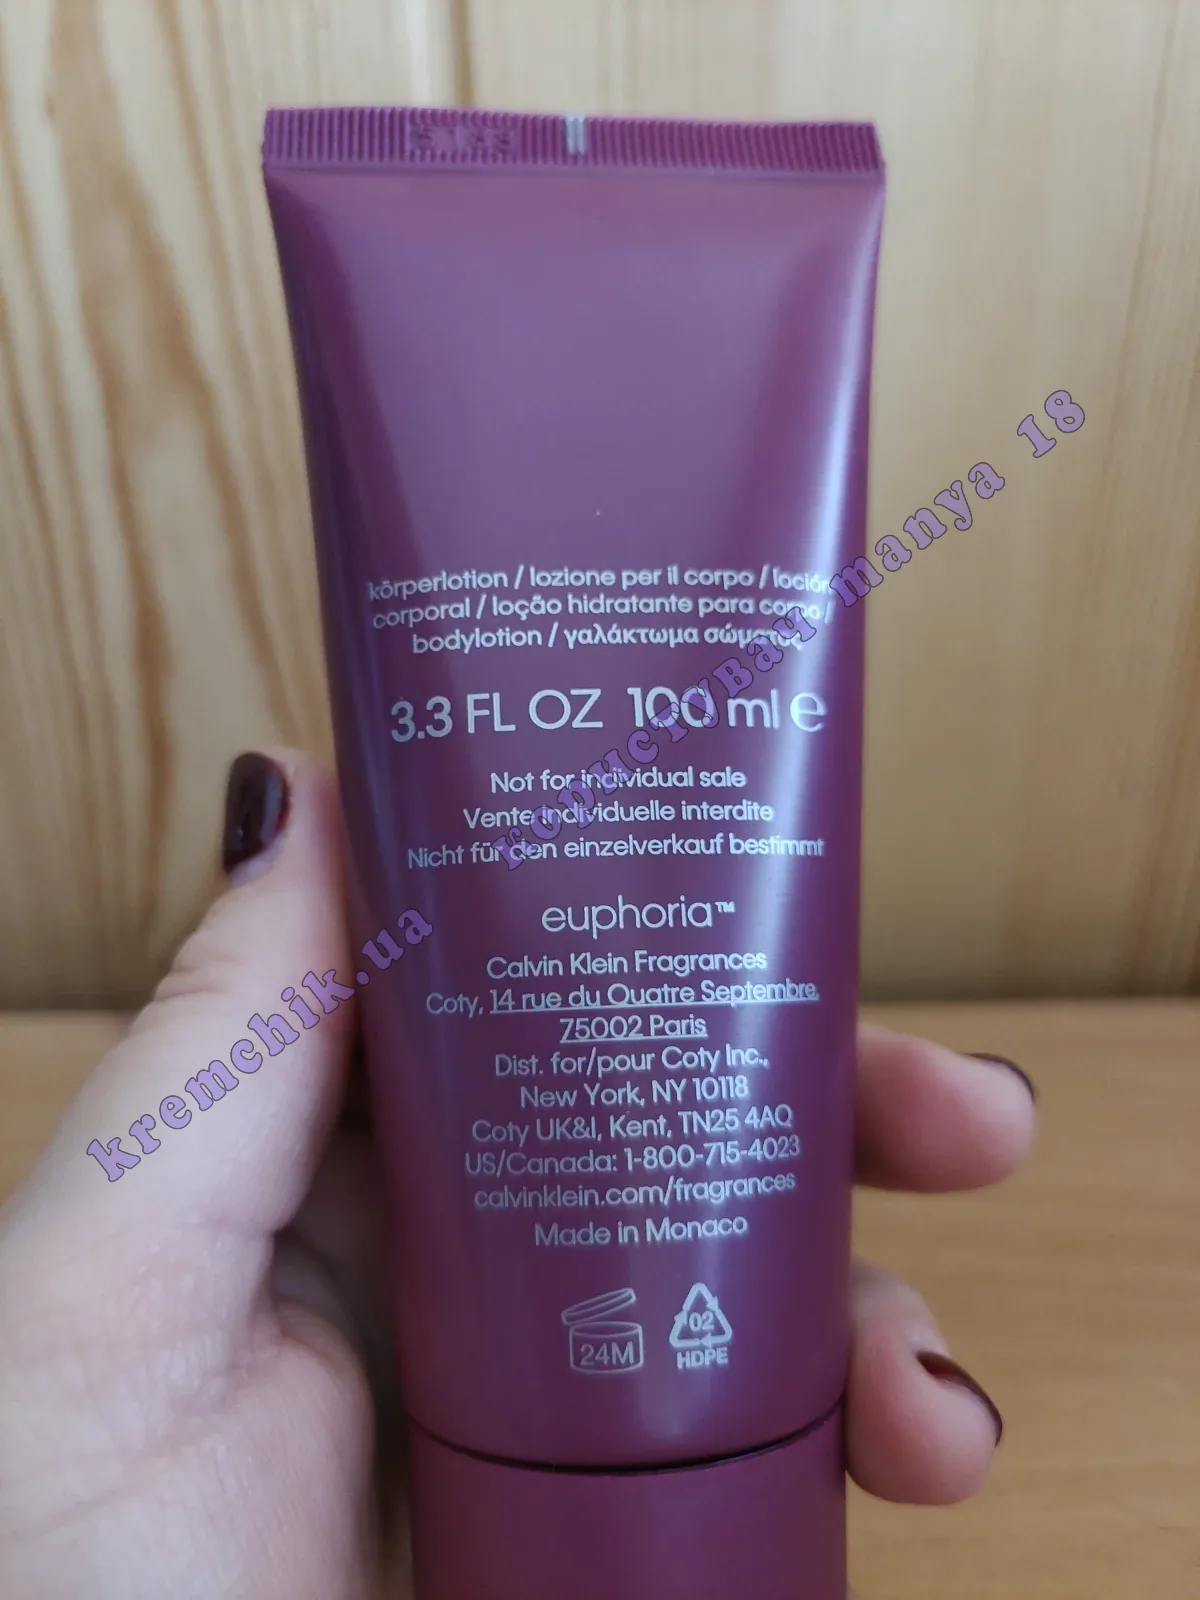 körperlotion / lozione per il corpo / loción
corporal / loção hidratante para corpo /
bodylotion / γαλάκτωμα σώματος
3.3 FL OZ 100 ml e
Not for individual sale
Vente individuelle interdite
Nicht für den einzelverkauf bestimmt
euphoria™
Calvin Klein Fragrances
Coty, 14 rue du Quatre Septembre,
75002 Paris
Dist. for/pour Coty Inc.,
New York, NY 10118
Coty UK&I, Kent, TN25 4AQ
US/Canada: 1-800-715-4023
calvinklein.com/fragrances
Made in Monaco
24M
02
HDPE
kremchik.ua
користувач manya 18